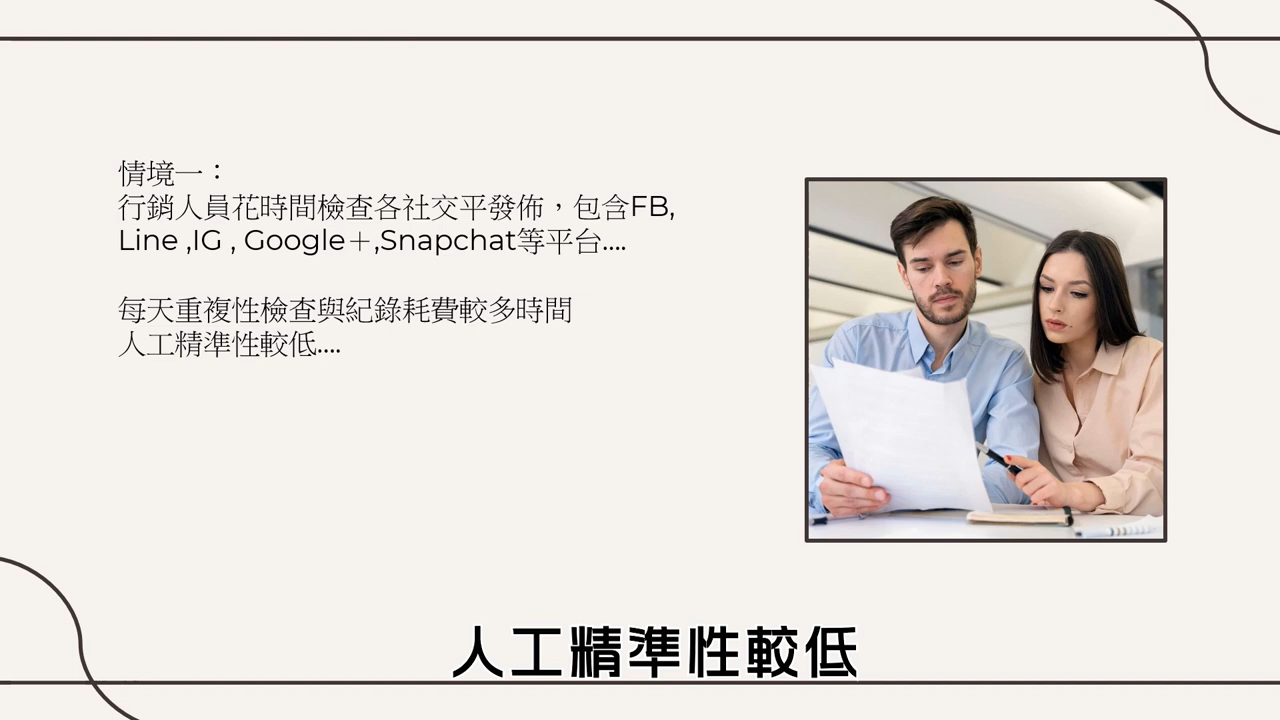 情境一：
行銷人員花時間檢查各社交平發佈，包含FB,
Line ,IG , Google＋,Snapchat等平台....
每天重複性檢查與紀錄耗費較多時間
人工精準性較低....
人工精準性較低